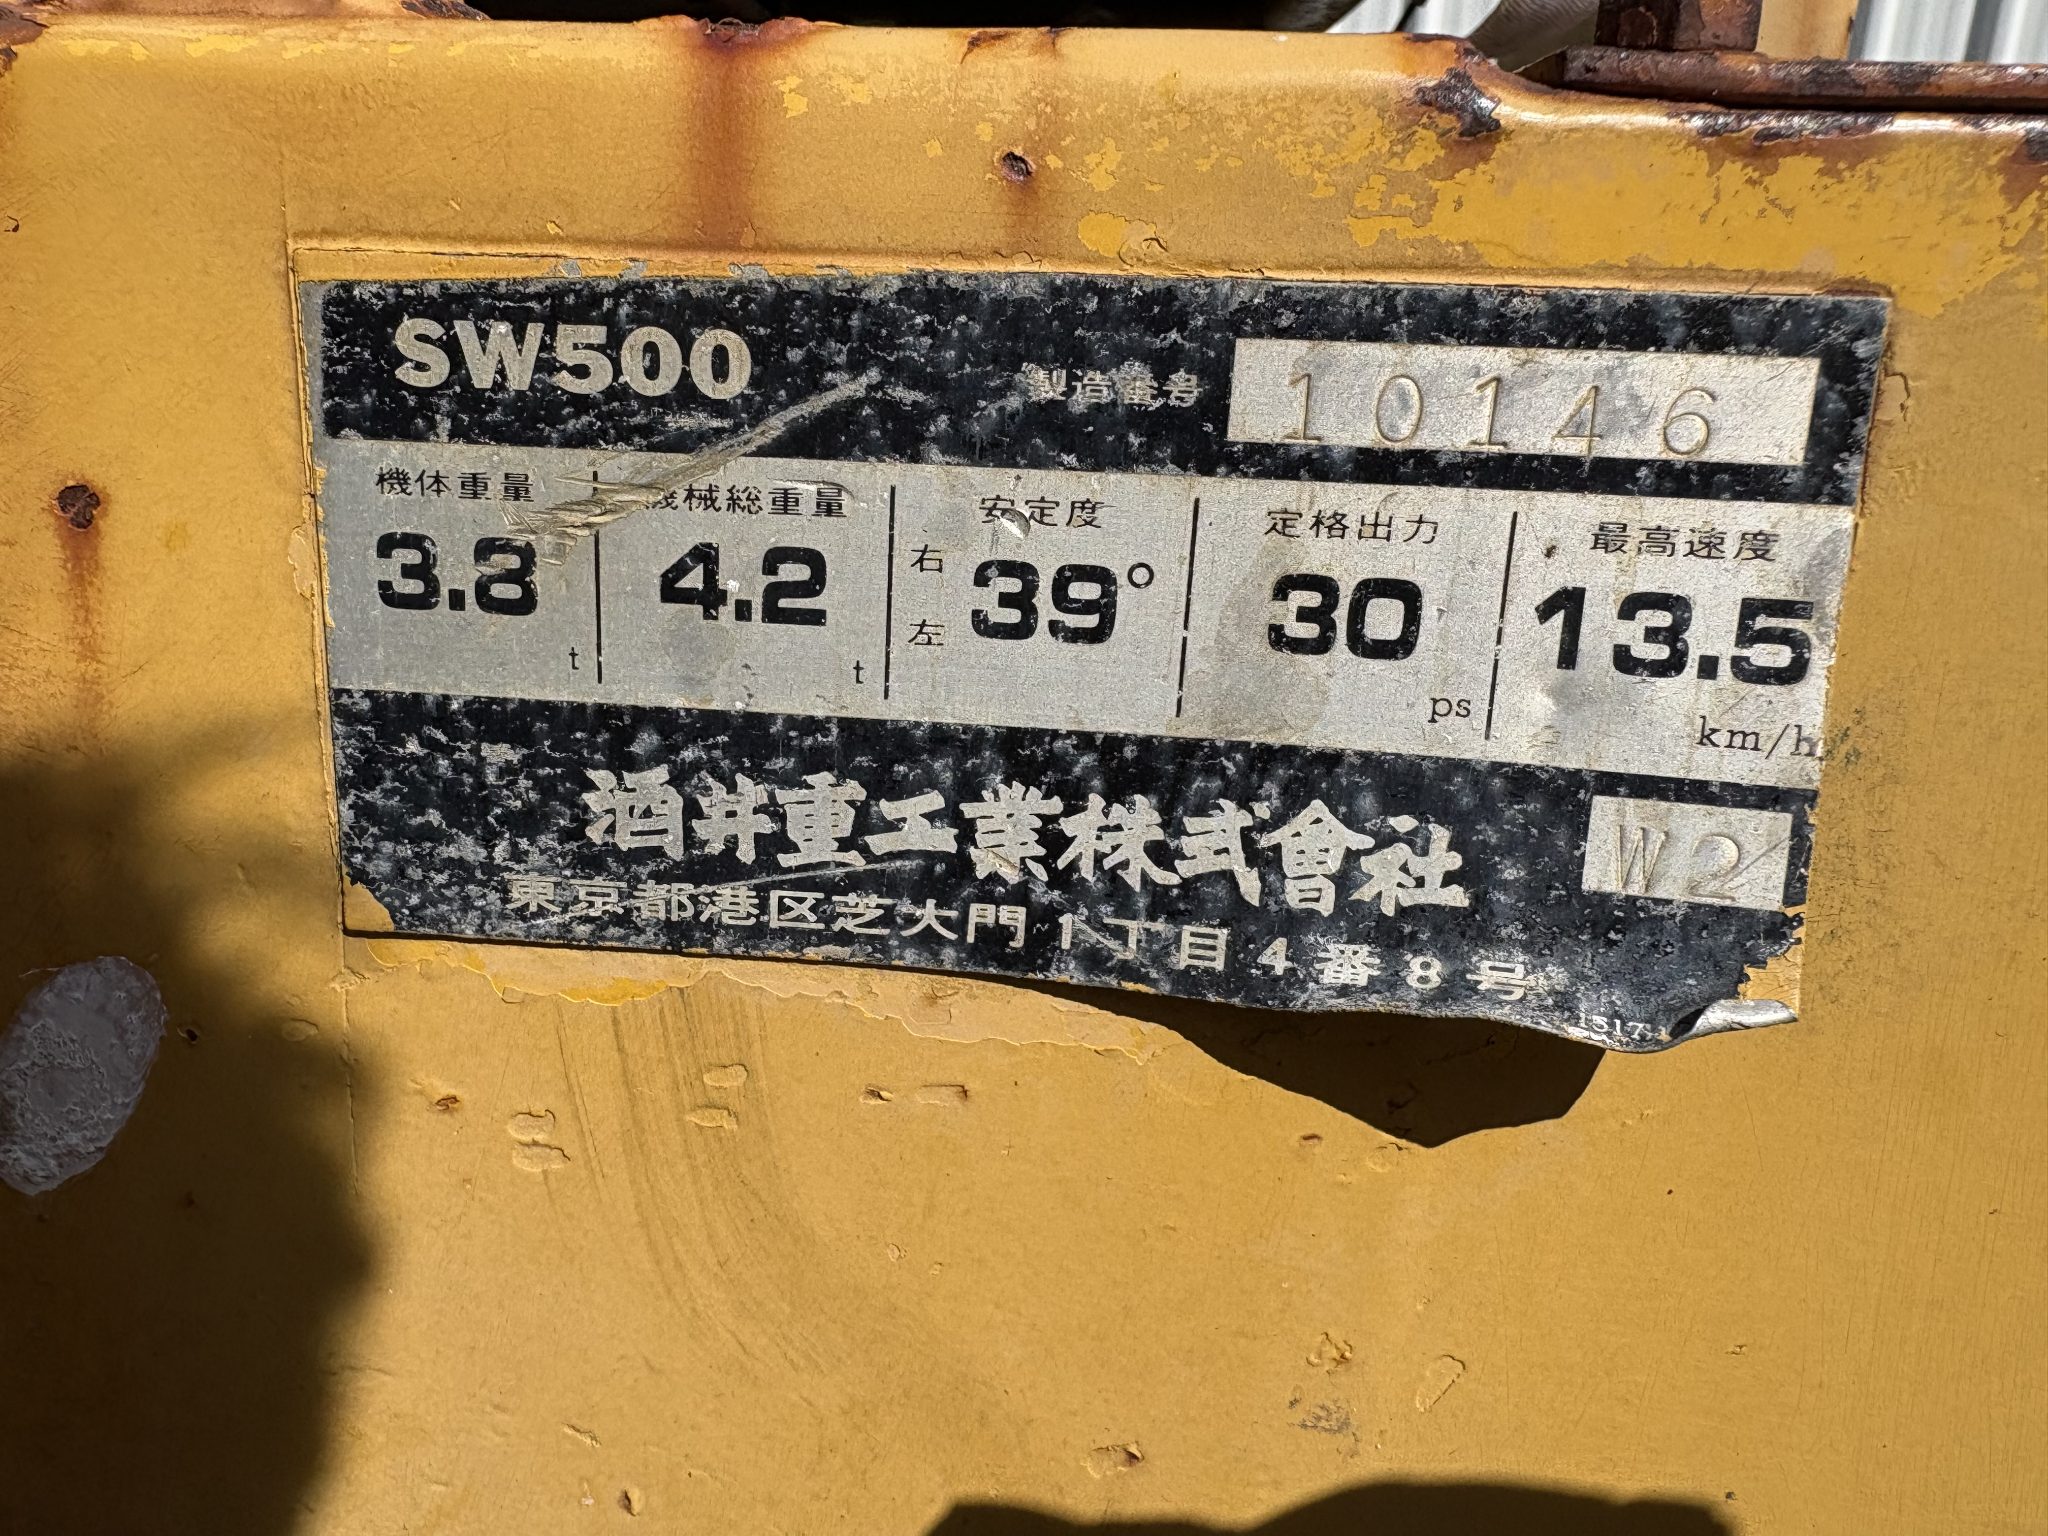 SW500
製造番号 10146
機体重量 機械総重量 安定度 定格出力 最高速度
3.8 t 4.2 t 右 左 39° 30 ps 13.5 km/h
酒井重工業株式會社 W2
東京都港区芝大門1丁目4番8号
1517-1